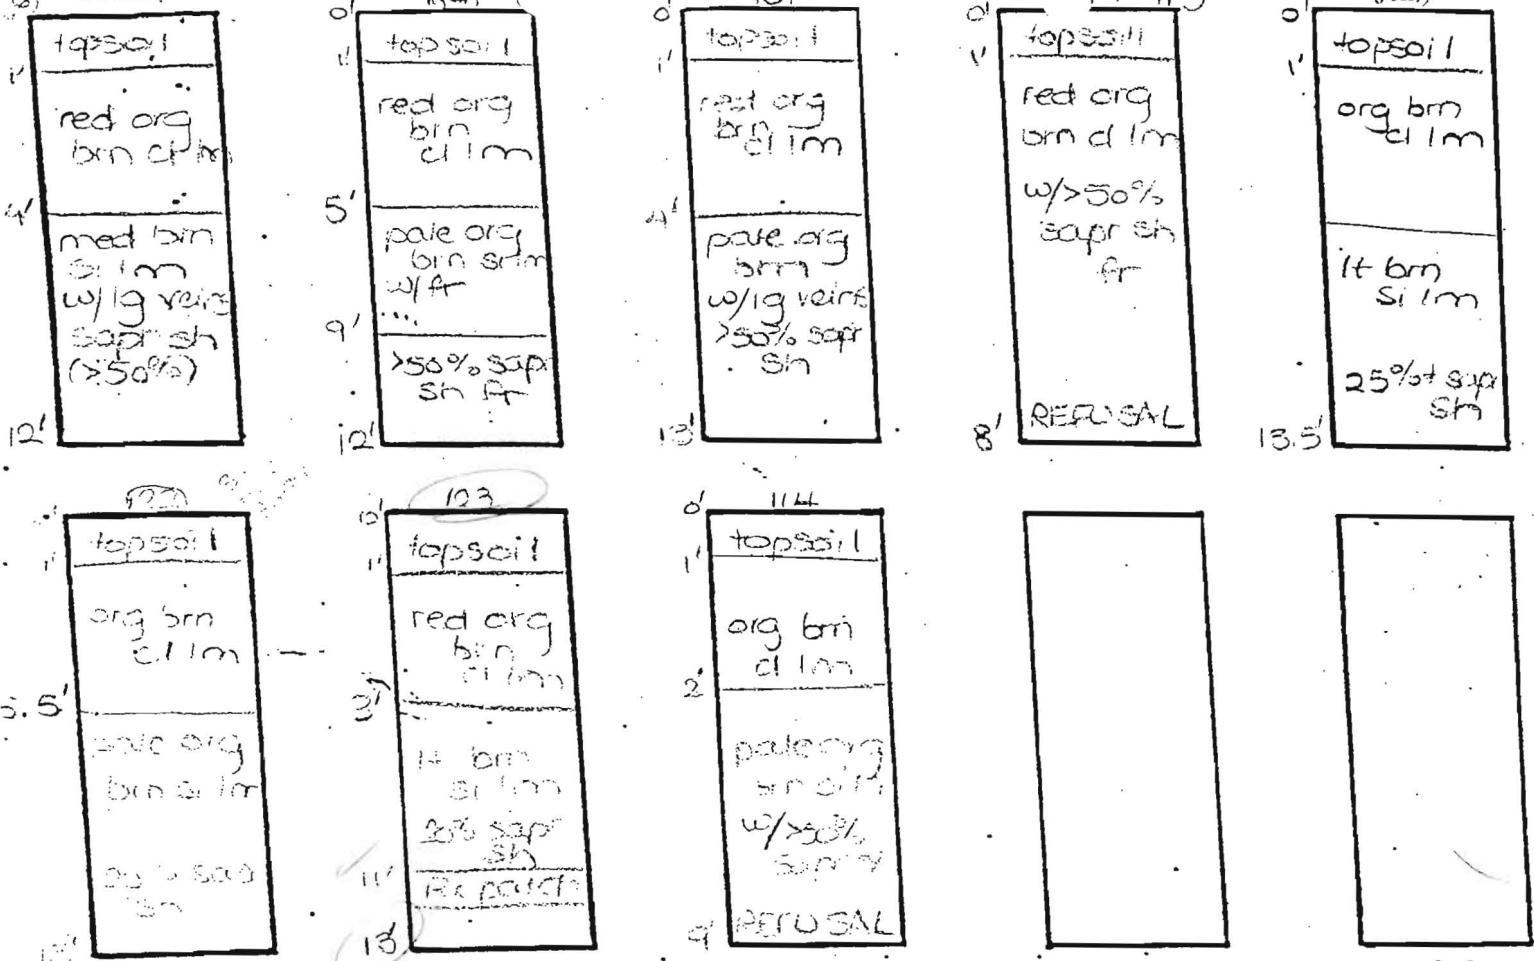 0'
topsoil
1'
red org
brn cl lm
4'
med brn
si lm
w/lg veins
sapr sh
(>50%)
12'
0'
topsoil
1'
red org
brn
cl lm
5'
pale org
brn si lm
w/fr
9'
>50% sapr
sh fr
12'
0'
topsoil
1'
red org
brn
cl lm
4'
pale org
brn
w/lg veins
>50% sapr
sh
13'
0'
topsoil
1'
red org
brn cl lm
w/>50%
sapr sh
fr
REFUSAL
8'
0'
topsoil
1'
org brn
cl lm
lt brn
si lm
25%+ sapr
sh
13.5'
122
topsoil
1'
org brn
cl lm
5.5'
pale org
brn si lm
sh
123
0'
topsoil
1'
red org
brn
cl lm
3'
lt brn
si lm
20% sapr
sh
11'
13'
114
0'
topsoil
1'
org brn
cl lm
2'
pale org
brn si lm
w/>50%
REFUSAL
9'